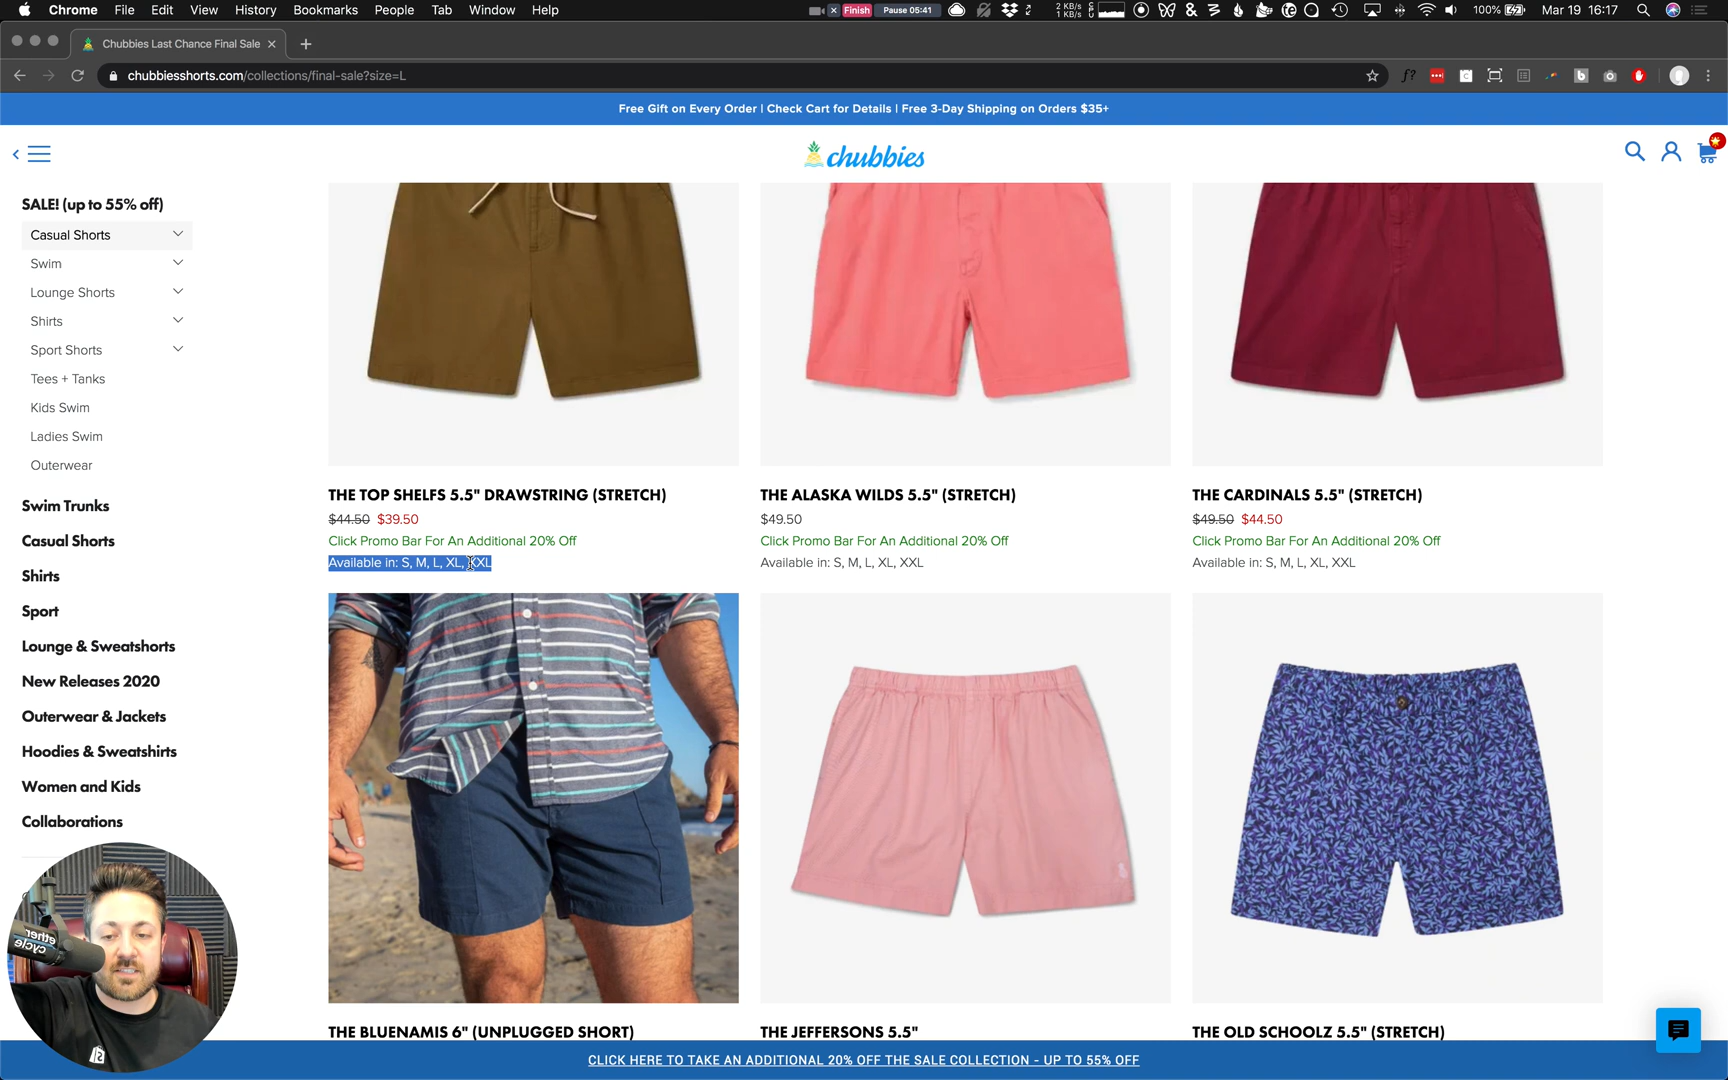 Chrome File Edit View History Bookmarks People Tab Window Help
Finish Pause 05:41 2 KB/s 1 KB/s 100% Mar 19 16:17
Chubbies Last Chance Final Sale
chubbiesshorts.com/collections/final-sale?size=L
Free Gift on Every Order | Check Cart for Details | Free 3-Day Shipping on Orders $35+
chubbies
SALE! (up to 55% off)
Casual Shorts
Swim
Lounge Shorts
Shirts
Sport Shorts
Tees + Tanks
Kids Swim
Ladies Swim
Outerwear
Swim Trunks
Casual Shorts
Shirts
Sport
Lounge & Sweatshorts
New Releases 2020
Outerwear & Jackets
Hoodies & Sweatshirts
Women and Kids
Collaborations
THE TOP SHELFS 5.5" DRAWSTRING (STRETCH)
$44.50 $39.50
Click Promo Bar For An Additional 20% Off
Available in: S, M, L, XL, XXL
THE ALASKA WILDS 5.5" (STRETCH)
$49.50
Click Promo Bar For An Additional 20% Off
Available in: S, M, L, XL, XXL
THE CARDINALS 5.5" (STRETCH)
$49.50 $44.50
Click Promo Bar For An Additional 20% Off
Available in: S, M, L, XL, XXL
THE BLUENAMIS 6" (UNPLUGGED SHORT)
THE JEFFERSONS 5.5"
THE OLD SCHOOLZ 5.5" (STRETCH)
ether
cycle
CLICK HERE TO TAKE AN ADDITIONAL 20% OFF THE SALE COLLECTION - UP TO 55% OFF